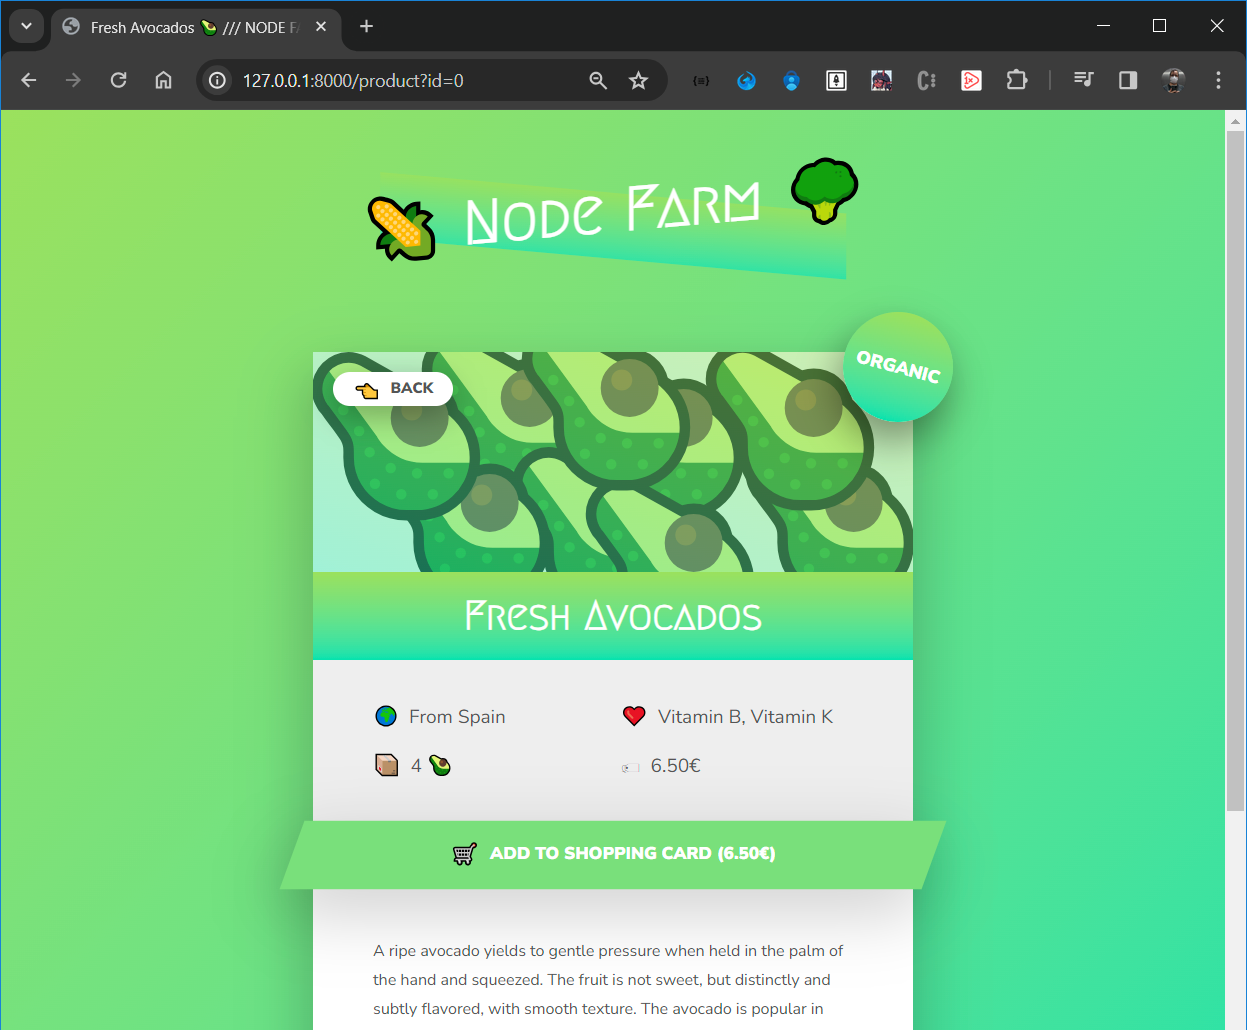 Fresh Avocados 🥑 /// NODE FA
127.0.0.1:8000/product?id=0
Node Farm
ORGANIC
BACK
Fresh Avocados
From Spain
Vitamin B, Vitamin K
4 🥑
6.50€
ADD TO SHOPPING CARD (6.50€)
A ripe avocado yields to gentle pressure when held in the palm of
the hand and squeezed. The fruit is not sweet, but distinctly and
subtly flavored, with smooth texture. The avocado is popular in